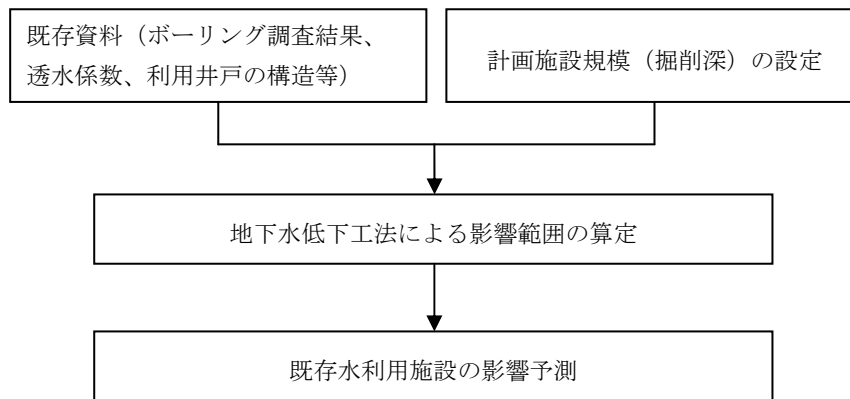 既存資料（ボーリング調査結果、
透水係数、利用井戸の構造等）
計画施設規模（掘削深）の設定
地下水低下工法による影響範囲の算定
既存水利用施設の影響予測